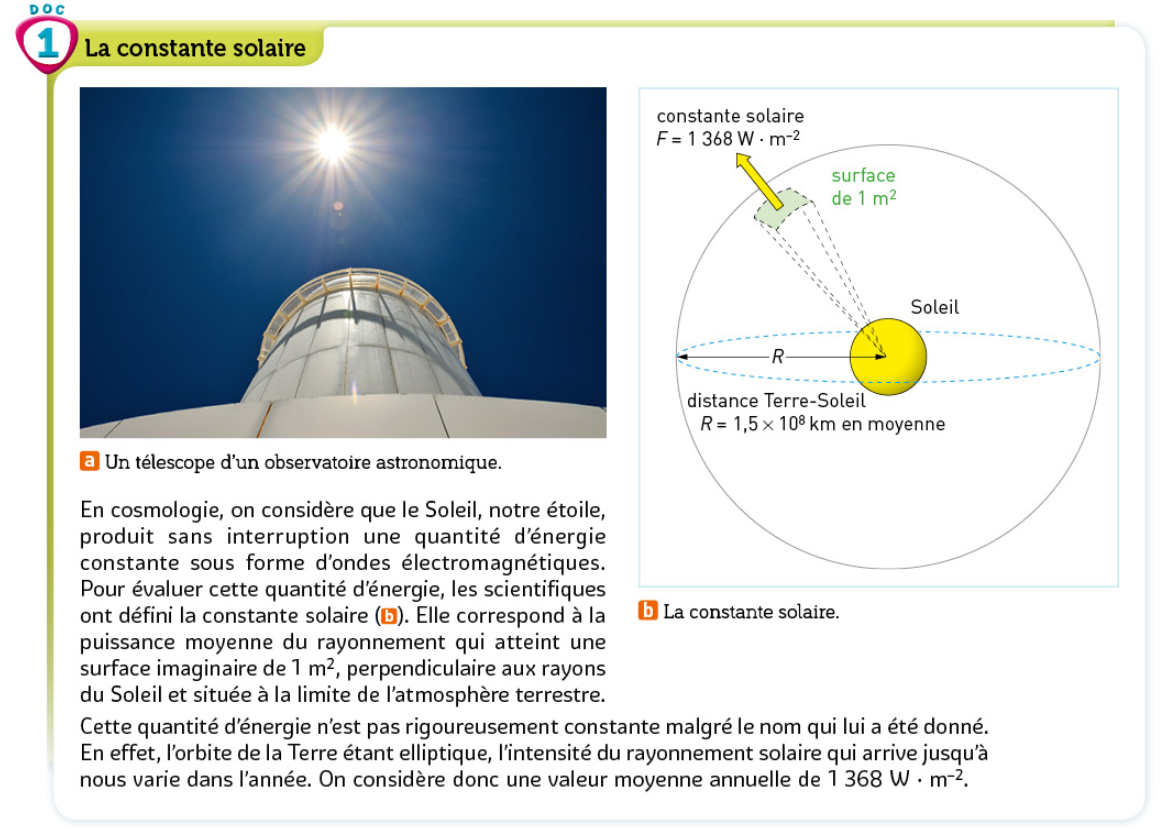 DOC
1
La constante solaire
constante solaire
F = 1 368 W · m⁻²
surface
de 1 m²
Soleil
R
distance Terre-Soleil
R = 1,5 × 10⁸ km en moyenne
a Un télescope d'un observatoire astronomique.
b La constante solaire.
En cosmologie, on considère que le Soleil, notre étoile,
produit sans interruption une quantité d'énergie
constante sous forme d'ondes électromagnétiques.
Pour évaluer cette quantité d'énergie, les scientifiques
ont défini la constante solaire (b). Elle correspond à la
puissance moyenne du rayonnement qui atteint une
surface imaginaire de 1 m², perpendiculaire aux rayons
du Soleil et située à la limite de l'atmosphère terrestre.
Cette quantité d'énergie n'est pas rigoureusement constante malgré le nom qui lui a été donné.
En effet, l'orbite de la Terre étant elliptique, l'intensité du rayonnement solaire qui arrive jusqu'à
nous varie dans l'année. On considère donc une valeur moyenne annuelle de 1 368 W · m⁻².